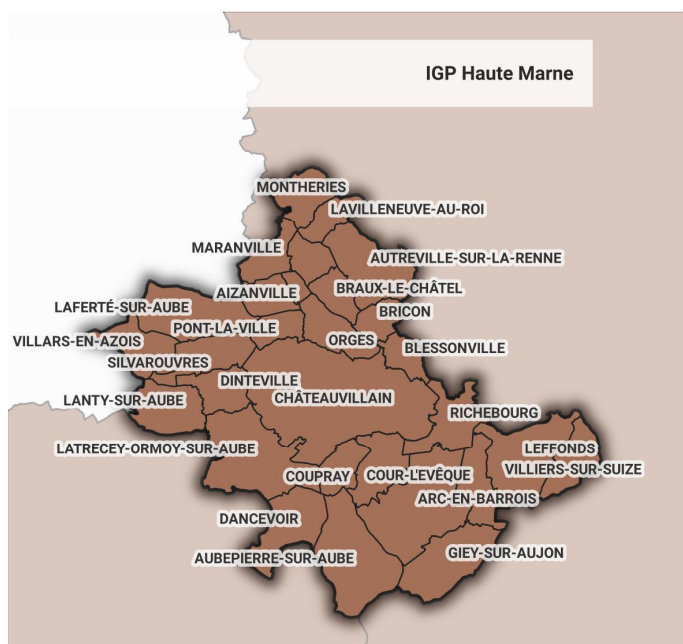 IGP Haute Marne
MONTHERIES
LAVILLENEUVE-AU-ROI
MARANVILLE
AUTREVILLE-SUR-LA-RENNE
AIZANVILLE
BRAUX-LE-CHÂTEL
LAFERTÉ-SUR-AUBE
BRICON
PONT-LA-VILLE
VILLARS-EN-AZOIS
ORGES
BLESSONVILLE
SILVAROUVRES
DINTEVILLE
LANTY-SUR-AUBE
CHÂTEAUVILLAIN
RICHEBOURG
LATRECEY-ORMOY-SUR-AUBE
LEFFONDS
COUPRAY
COUR-L'EVÊQUE
VILLIERS-SUR-SUIZE
ARC-EN-BARROIS
DANCEVOIR
AUBEPIERRE-SUR-AUBE
GIEY-SUR-AUJON